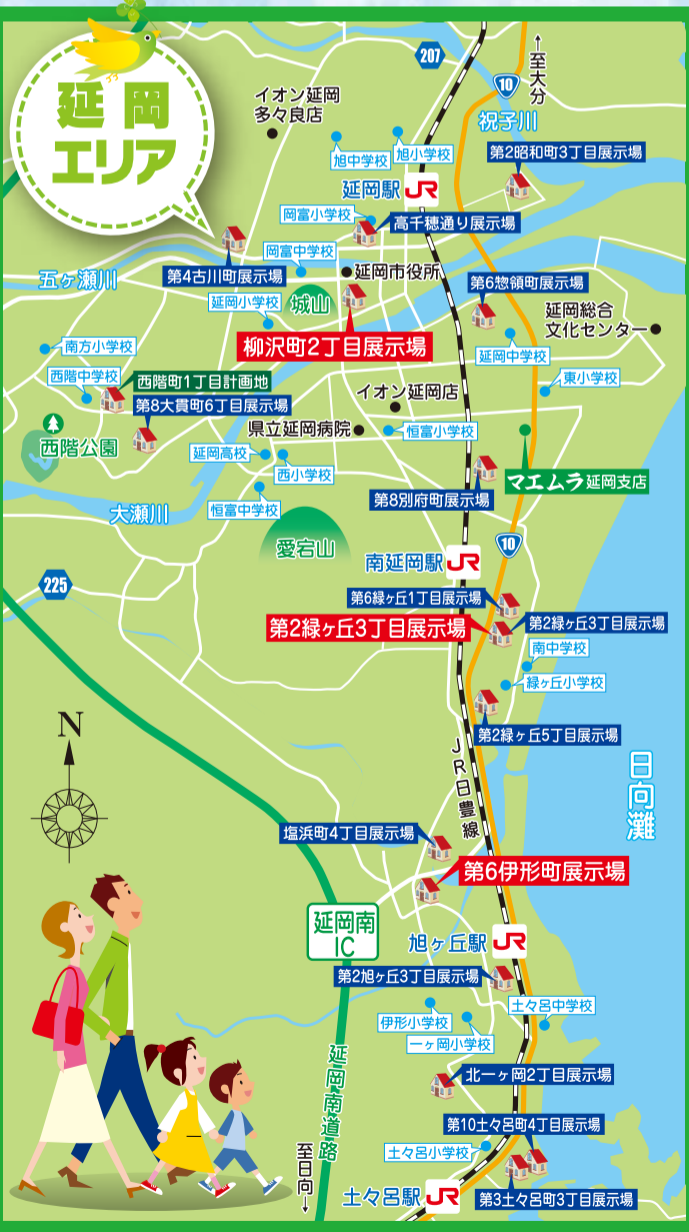 延岡
エリア
207
10
↑至大分
イオン延岡
多々良店
祝子川
旭中学校
旭小学校
第2昭和町3丁目展示場
延岡駅 JR
岡富小学校
高千穂通り展示場
岡富中学校
延岡市役所
第4古川町展示場
五ヶ瀬川
城山
延岡小学校
第6惣領町展示場
延岡総合
文化センター
柳沢町2丁目展示場
延岡中学校
南方小学校
西階中学校
西階町1丁目計画地
東小学校
イオン延岡店
第8大貫町6丁目展示場
西階公園
県立延岡病院
恒富小学校
延岡高校
西小学校
マエムラ 延岡支店
第8別府町展示場
大瀬川
恒富中学校
愛宕山
10
南延岡駅 JR
225
第6緑ヶ丘1丁目展示場
第2緑ヶ丘3丁目展示場
第2緑ヶ丘3丁目展示場
南中学校
緑ヶ丘小学校
第2緑ヶ丘5丁目展示場
N
JR日豊線
日向灘
塩浜町4丁目展示場
第6伊形町展示場
延岡南
IC
旭ヶ丘駅 JR
第2旭ヶ丘3丁目展示場
土々呂中学校
伊形小学校
一ヶ岡小学校
延岡南道路
北一ヶ岡2丁目展示場
第10土々呂町4丁目展示場
至日向↓
土々呂小学校
土々呂駅 JR
第3土々呂町3丁目展示場